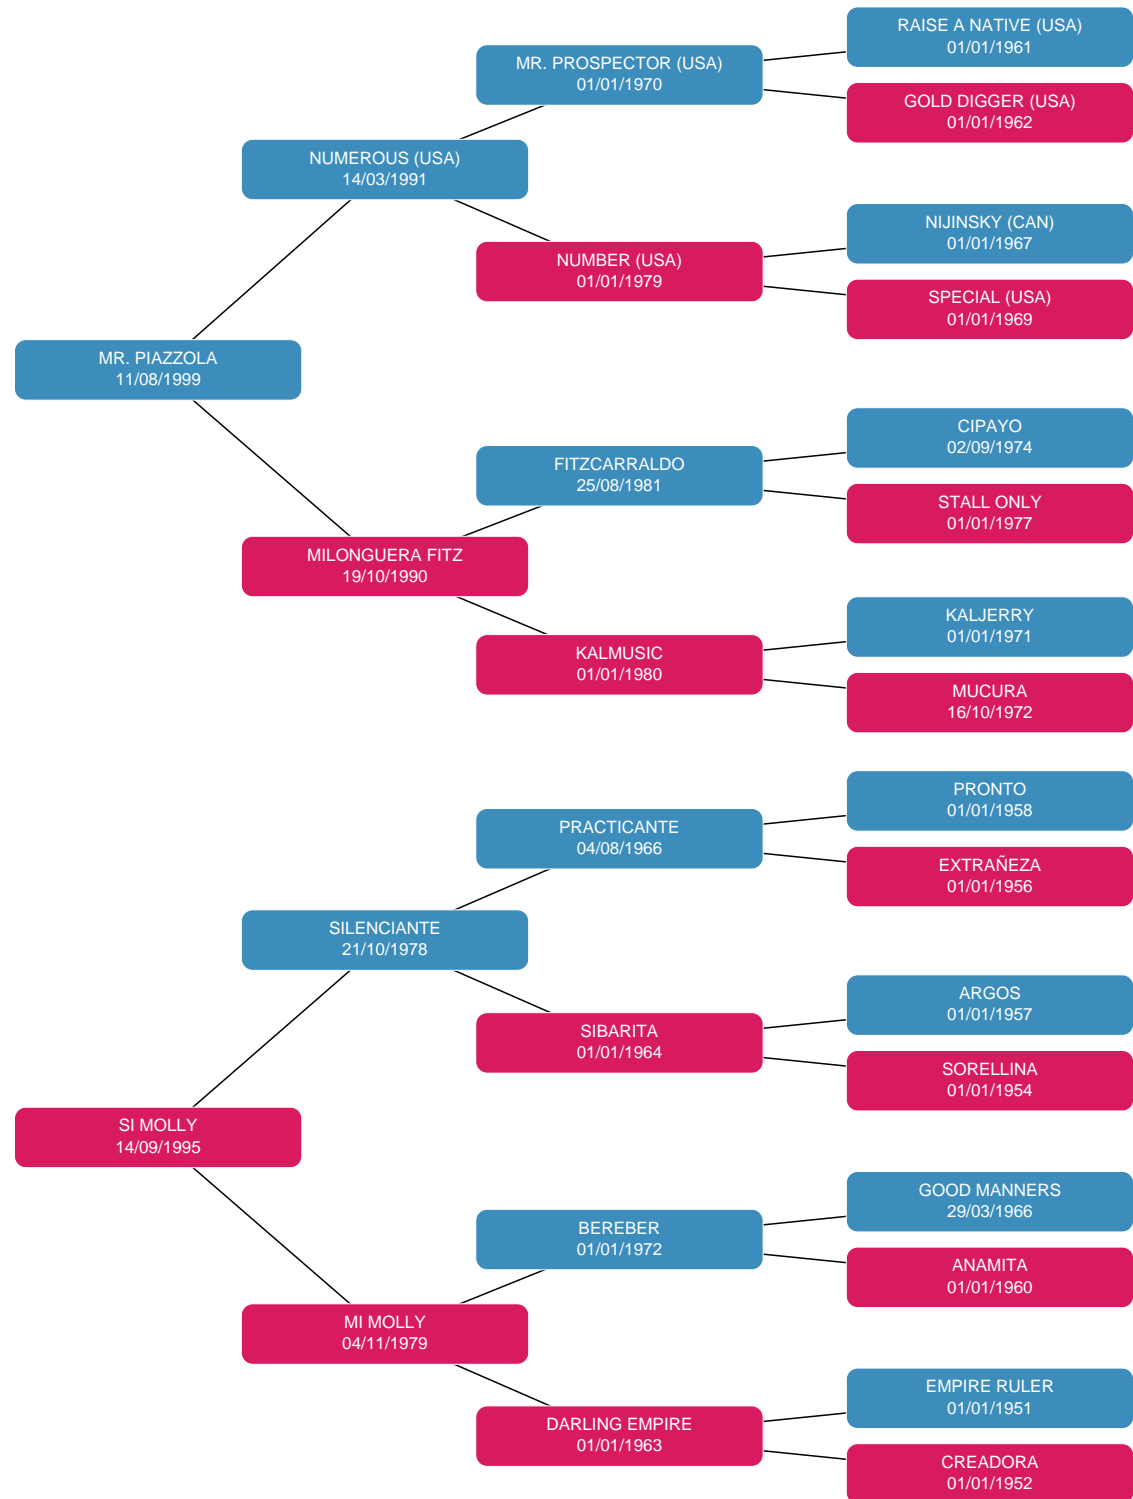 RAISE A NATIVE (USA)
01/01/1961
MR. PROSPECTOR (USA)
01/01/1970
GOLD DIGGER (USA)
01/01/1962
NUMEROUS (USA)
14/03/1991
NIJINSKY (CAN)
01/01/1967
NUMBER (USA)
01/01/1979
SPECIAL (USA)
01/01/1969
MR. PIAZZOLA
11/08/1999
CIPAYO
02/09/1974
FITZCARRALDO
25/08/1981
STALL ONLY
01/01/1977
MILONGUERA FITZ
19/10/1990
KALJERRY
01/01/1971
KALMUSIC
01/01/1980
MUCURA
16/10/1972
PRONTO
01/01/1958
PRACTICANTE
04/08/1966
EXTRAÑEZA
01/01/1956
SILENCIANTE
21/10/1978
ARGOS
01/01/1957
SIBARITA
01/01/1964
SORELLINA
01/01/1954
SI MOLLY
14/09/1995
GOOD MANNERS
29/03/1966
BEREBER
01/01/1972
ANAMITA
01/01/1960
MI MOLLY
04/11/1979
EMPIRE RULER
01/01/1951
DARLING EMPIRE
01/01/1963
CREADORA
01/01/1952